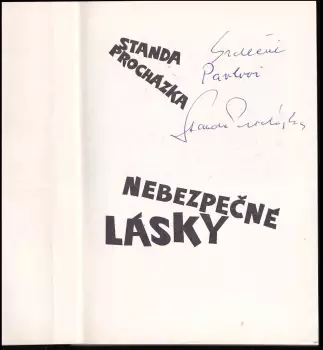 STANDA
PROCHÁZKA
Srdečně
Pavlovi
Standa Procházka
NEBEZPEČNÉ
LÁSKY